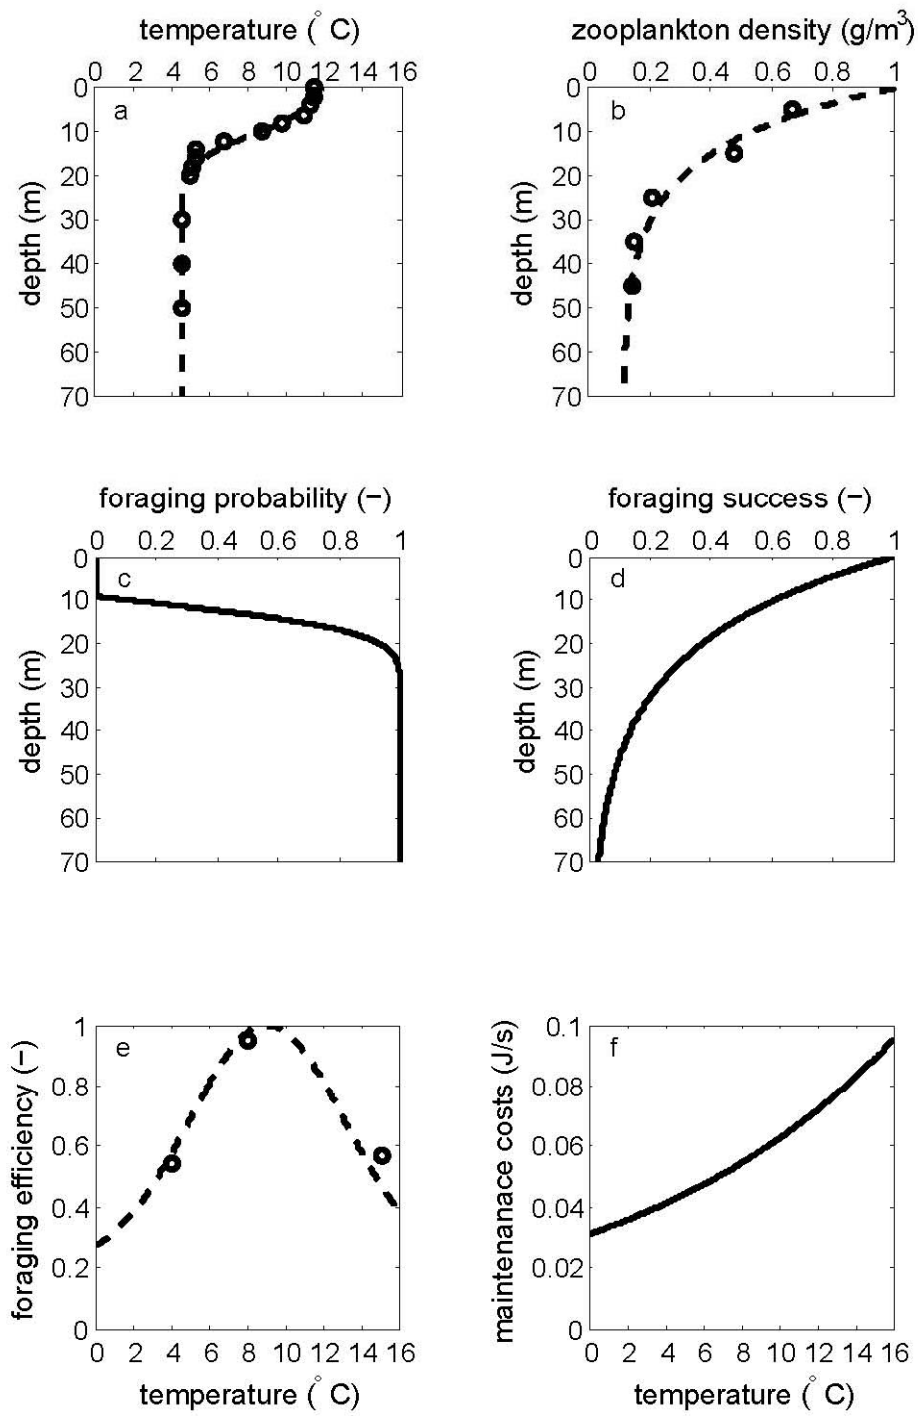 temperature (° C)
0 2 4 6 8 10 12 14 16
a
0
10
20
30
40
50
60
70
depth (m)
zooplankton density (g/m³)
0 0.2 0.4 0.6 0.8 1
b
0
10
20
30
40
50
60
70
depth (m)
foraging probability (−)
0 0.2 0.4 0.6 0.8 1
c
0
10
20
30
40
50
60
70
depth (m)
foraging success (−)
0 0.2 0.4 0.6 0.8 1
d
0
10
20
30
40
50
60
70
depth (m)
e
1
0.8
0.6
0.4
0.2
0
foraging efficiency (−)
0 2 4 6 8 10 12 14 16
temperature (° C)
f
0.1
0.08
0.06
0.04
0.02
0
maintenanace costs (J/s)
0 2 4 6 8 10 12 14 16
temperature (° C)